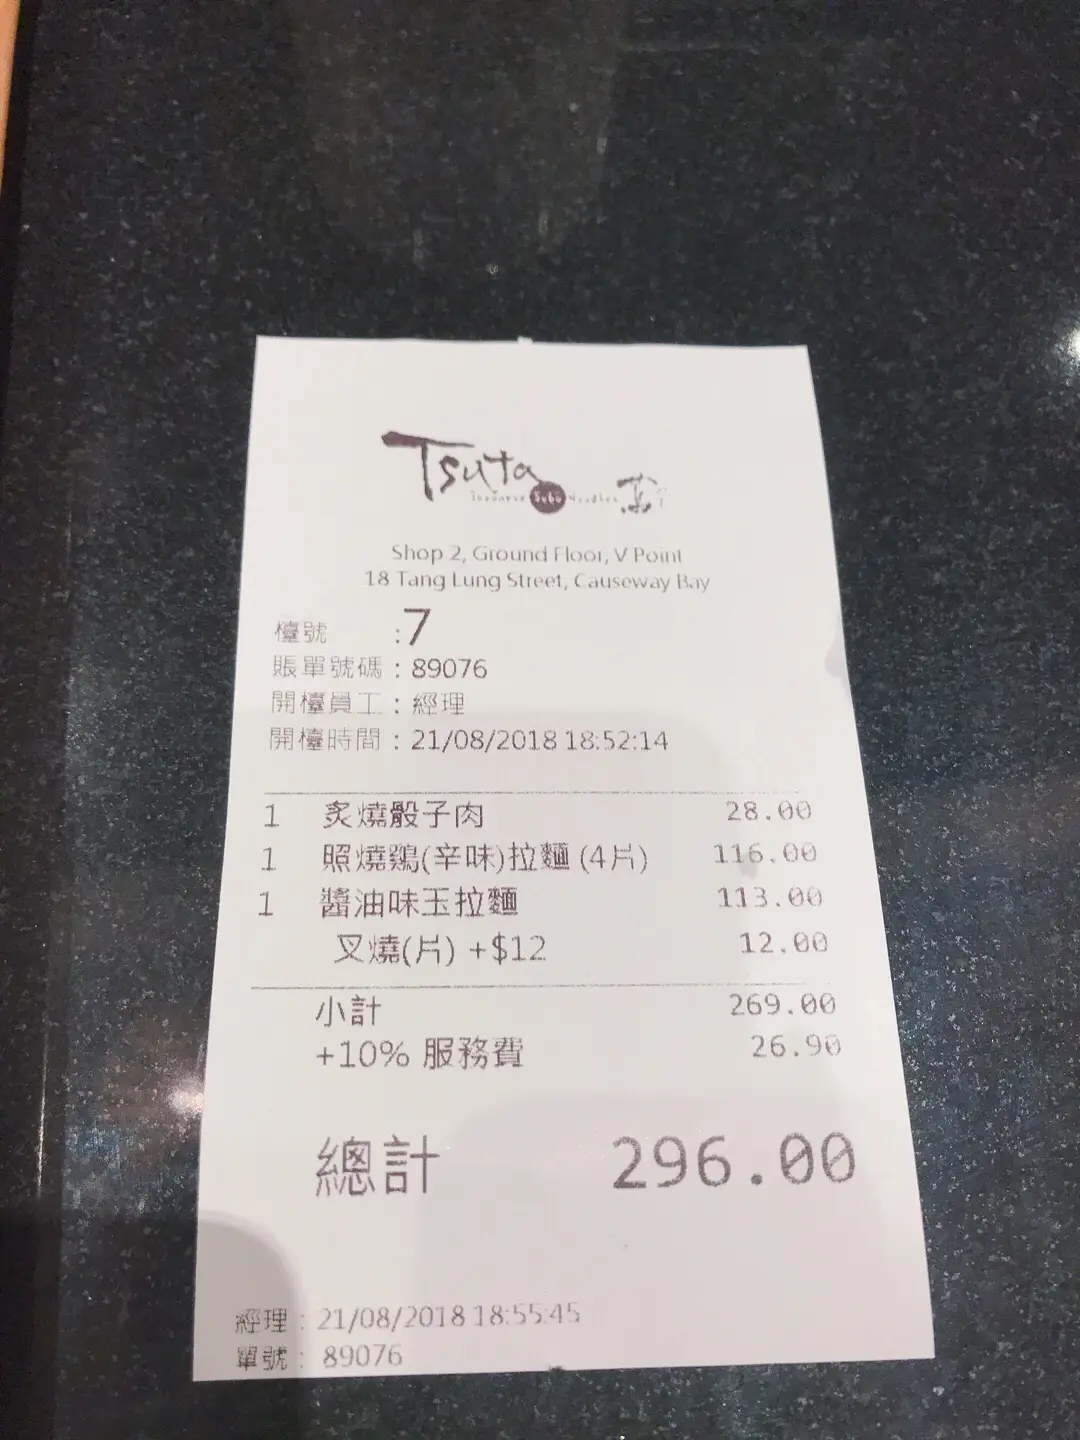 Tsuta
Japanese Soba Noodles 蔦
Shop 2, Ground Floor, V Point
18 Tang Lung Street, Causeway Bay
檯號 :7
賬單號碼 : 89076
開檯員工 : 經理
開檯時間 : 21/08/2018 18:52:14
1 炙燒骰子肉 28.00
1 照燒鷄(辛味)拉麵 (4片) 116.00
1 醬油味玉拉麵 113.00
叉燒(片) +$12 12.00
小計 269.00
+10% 服務費 26.90
總計 296.00
經理 : 21/08/2018 18:55:45
單號 : 89076